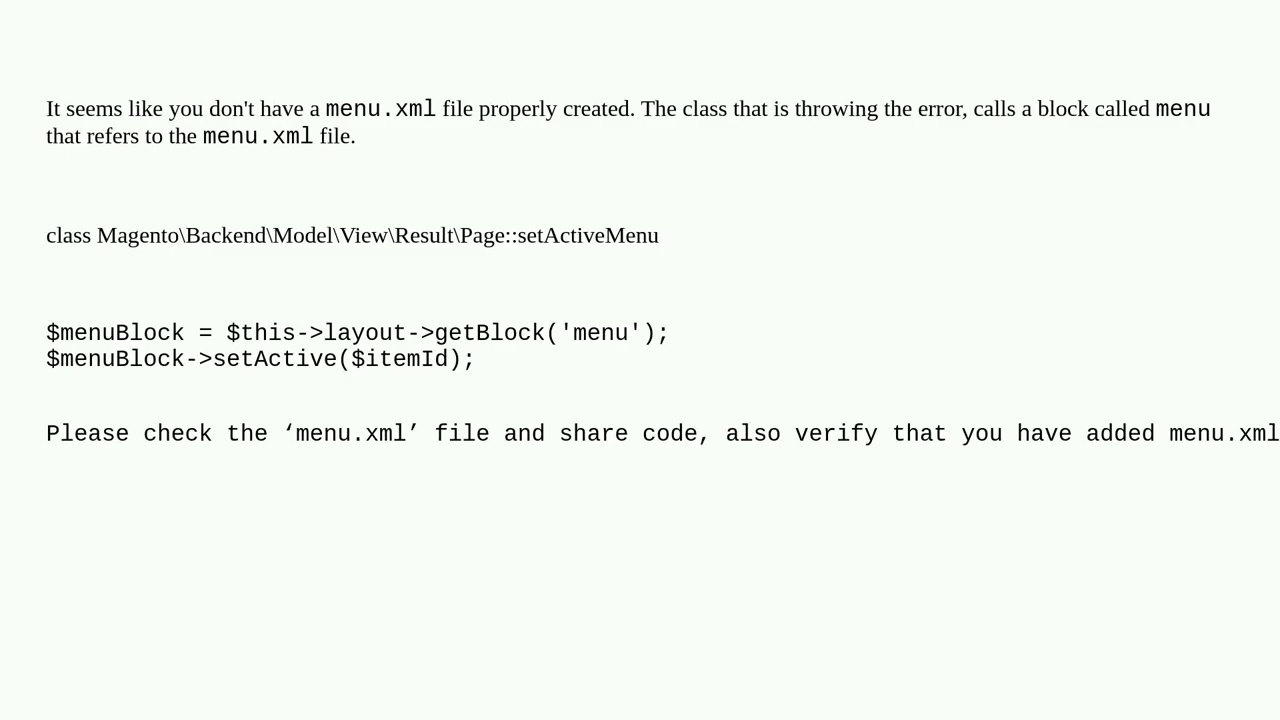 It seems like you don't have a menu.xml file properly created. The class that is throwing the error, calls a block called menu
that refers to the menu.xml file.
class Magento\Backend\Model\View\Result\Page::setActiveMenu
$menuBlock = $this->layout->getBlock('menu');
$menuBlock->setActive($itemId);
Please check the ‘menu.xml’ file and share code, also verify that you have added menu.xml